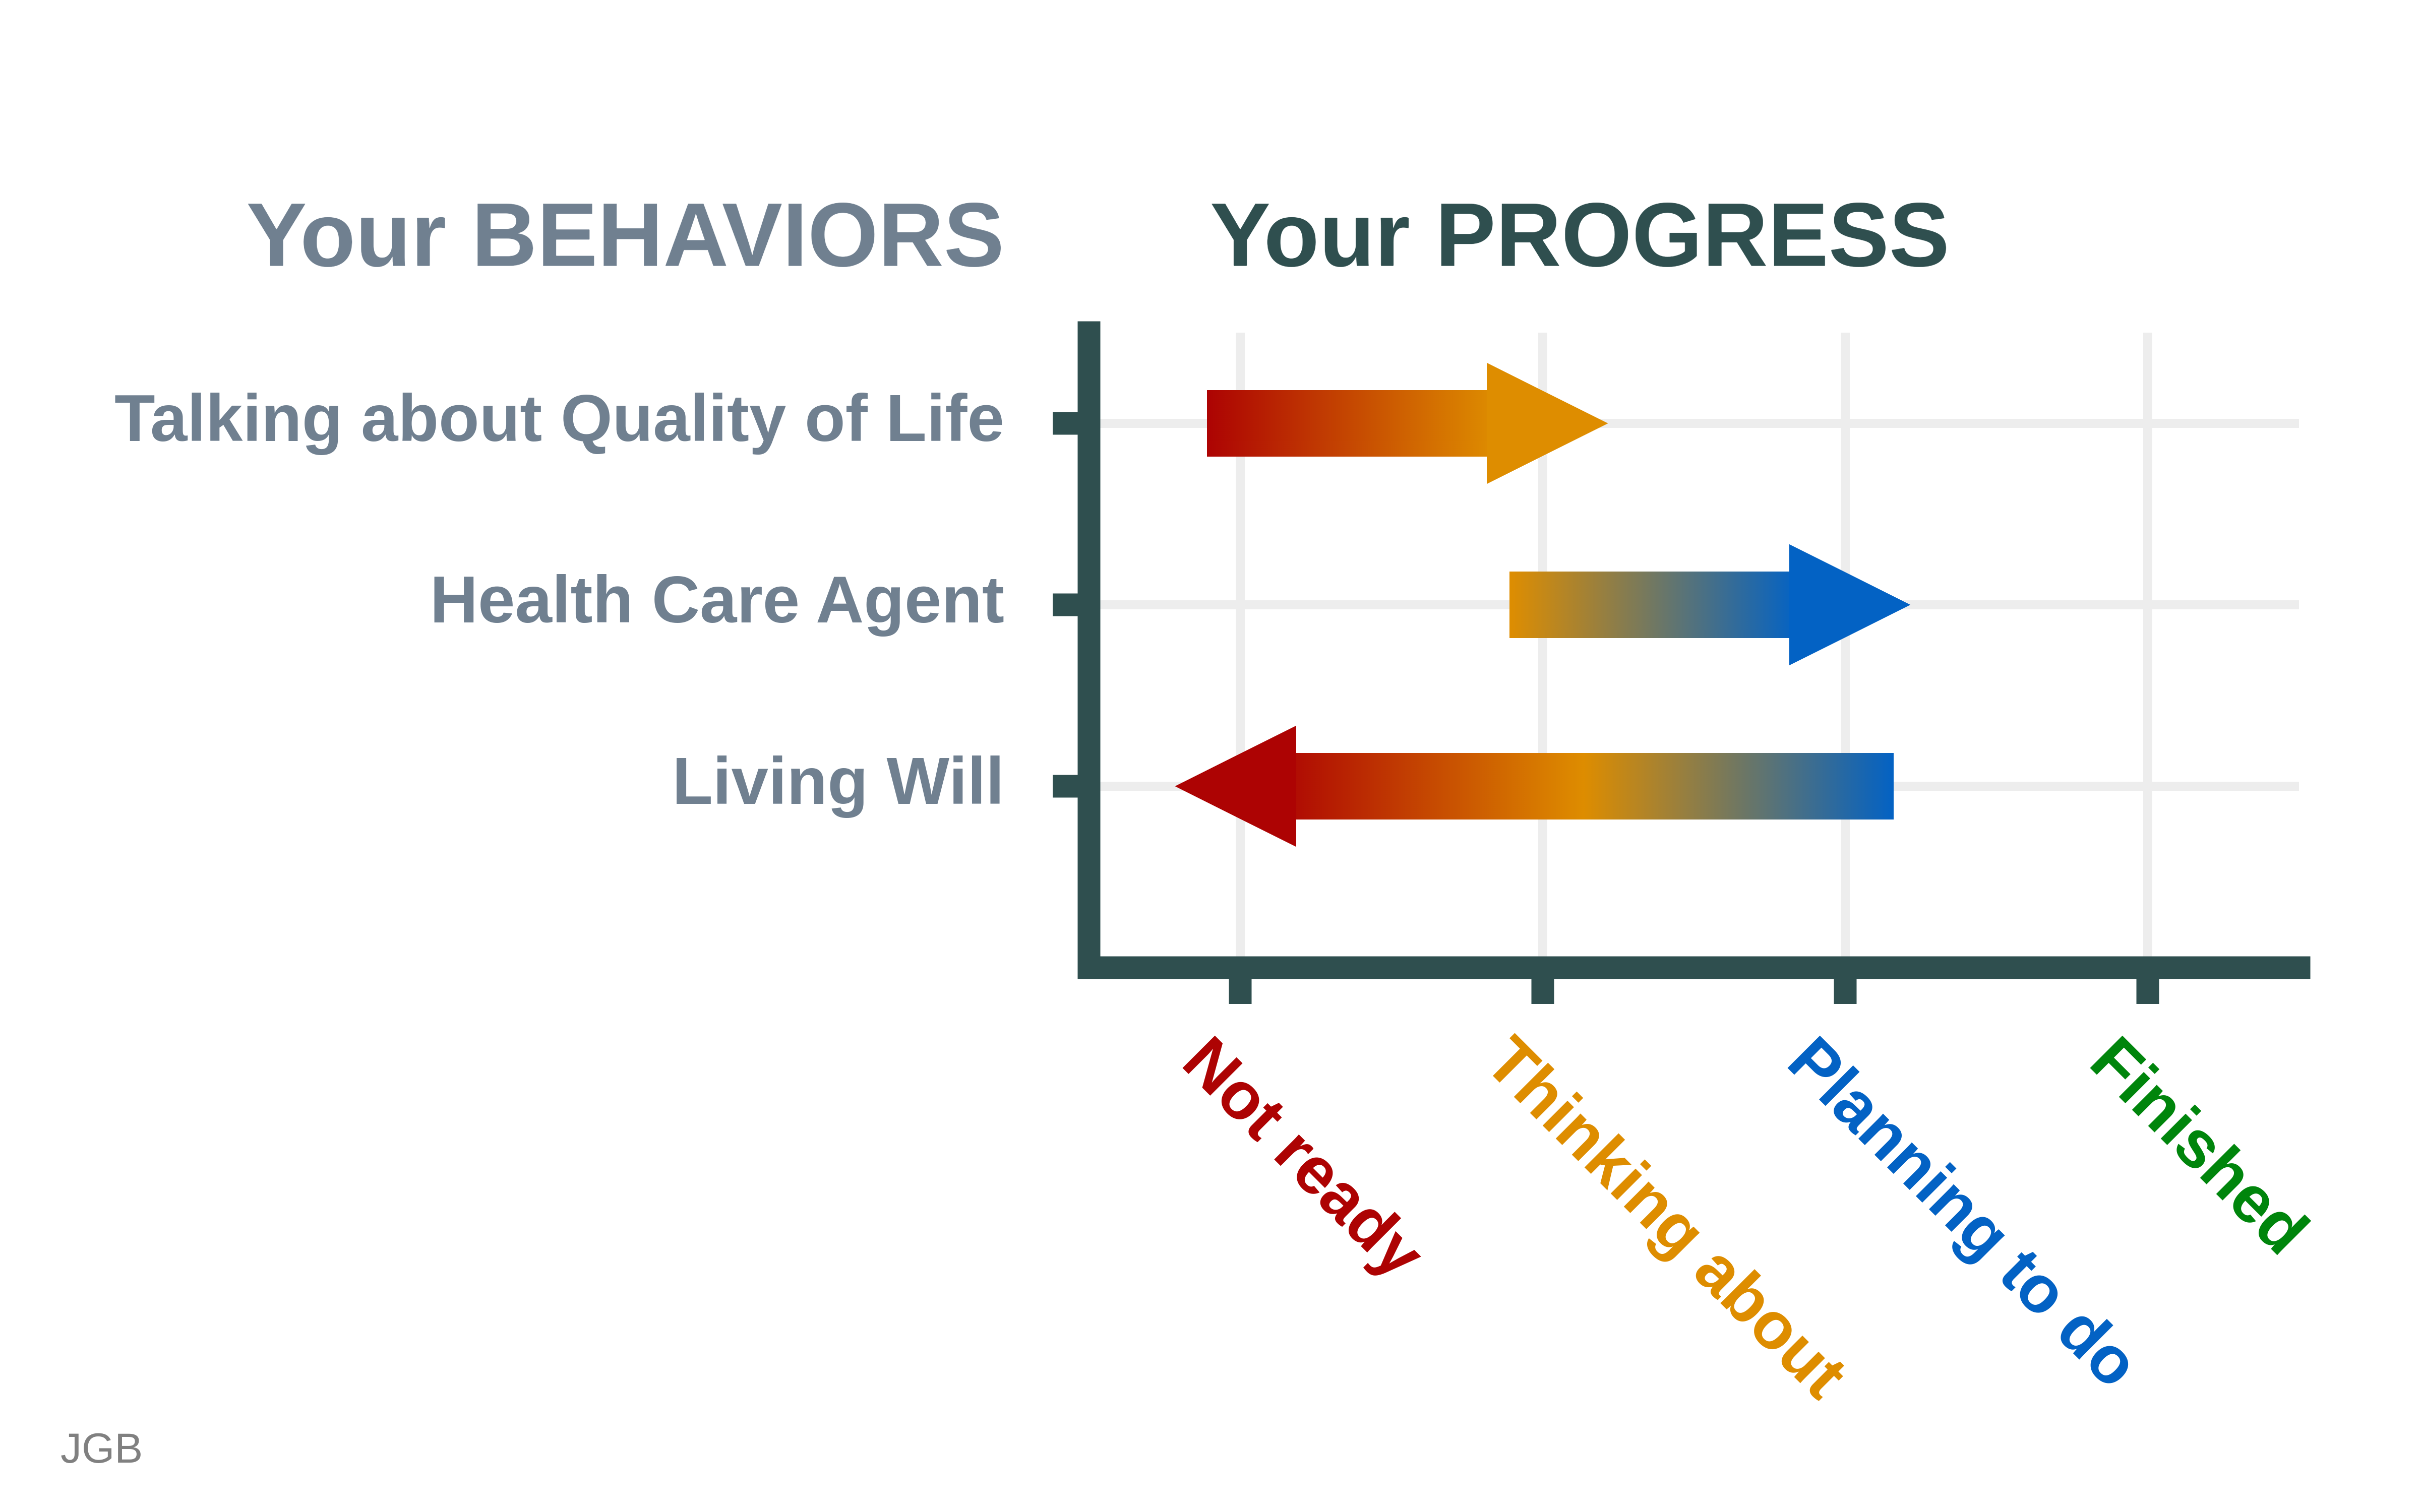 Your BEHAVIORS
Your PROGRESS
Talking about Quality of Life
Health Care Agent
Living Will
Not ready
Thinking about
Planning to do
Finished
JGB